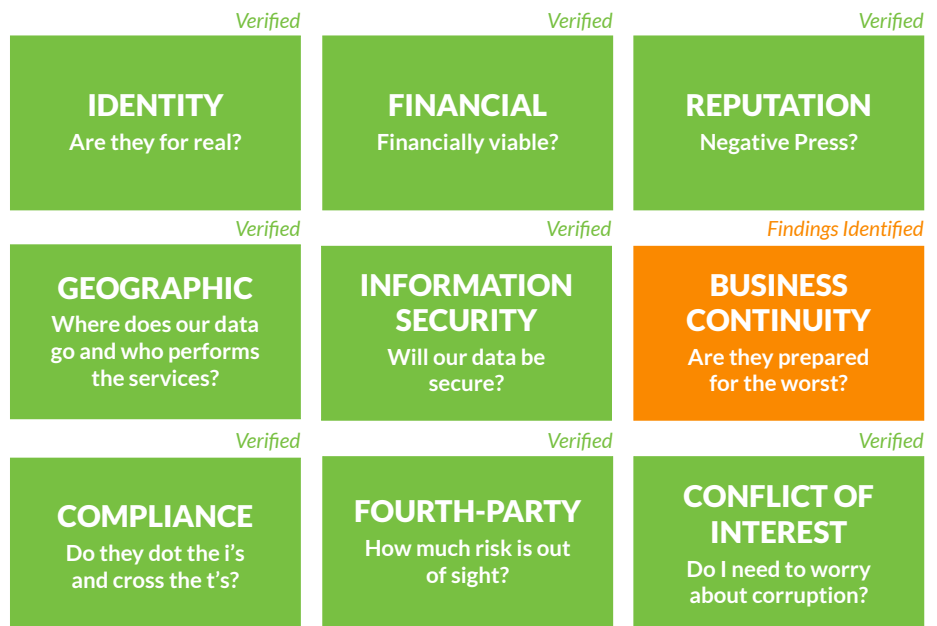 Verified
IDENTITY
Are they for real?
Verified
FINANCIAL
Financially viable?
Verified
REPUTATION
Negative Press?
Verified
GEOGRAPHIC
Where does our data
go and who performs
the services?
Verified
INFORMATION
SECURITY
Will our data be
secure?
Findings Identified
BUSINESS
CONTINUITY
Are they prepared
for the worst?
Verified
COMPLIANCE
Do they dot the i’s
and cross the t’s?
Verified
FOURTH-PARTY
How much risk is out
of sight?
Verified
CONFLICT OF
INTEREST
Do I need to worry
about corruption?